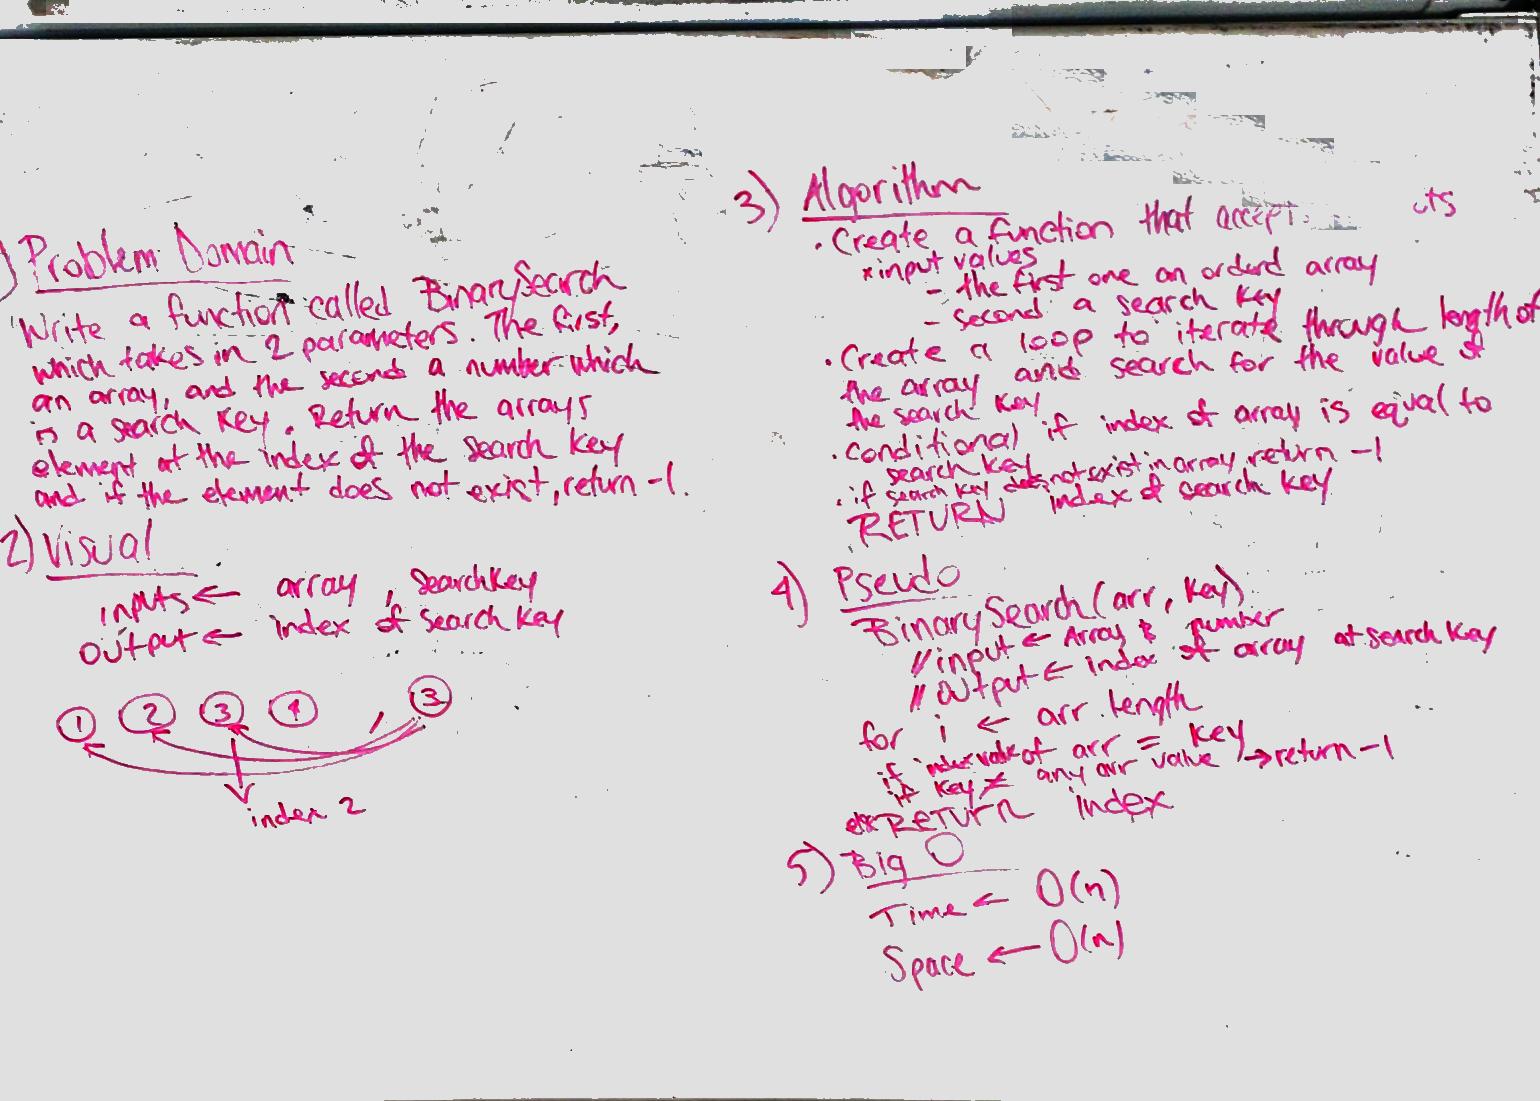 1) Problem Domain
Write a function called BinarySearch
which takes in 2 parameters. The first,
an array, and the second a number which
is a search key. Return the arrays
element at the index of the search key
and if the element does not exist, return -1.
2) Visual
inputs ← array , searchkey
output ← index of search key
1 2 3 4 , 3
index 2
3) Algorithm
• Create a function that accept
* input values
- the first one an orderd array
- second a search key
• Create a loop to iterate through length of
the array and search for the value of
the search key
• conditional if index of array is equal to
search key
• if search key does not exist in array return -1
RETURN index of search key
4) Pseudo
BinarySearch(arr, key)
// input ← Array & number
// output ← index of array at search key
for i ← arr.length
if index value of arr = key
if key ≠ any arr value → return -1
else RETURN index
5) Big O
Time ← O(n)
Space ← O(n)